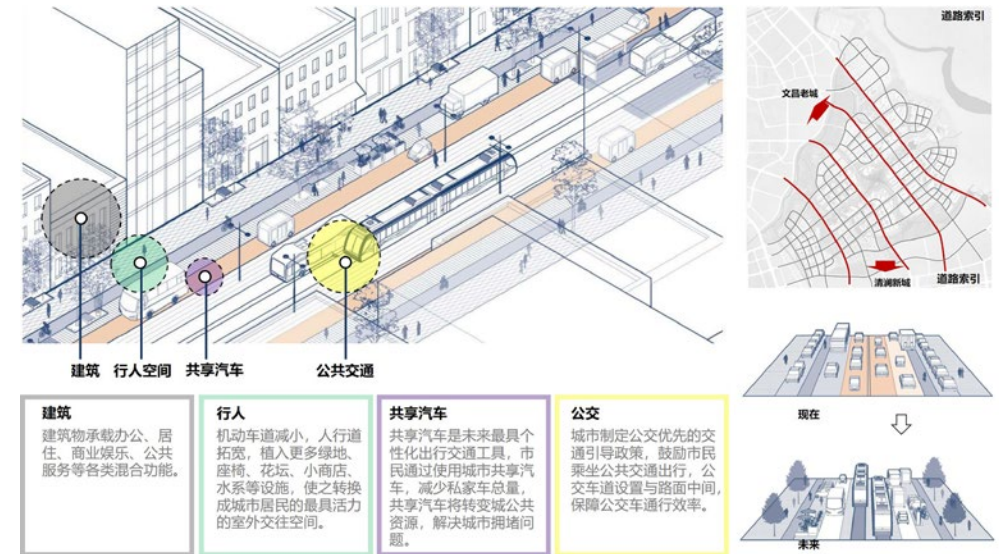 道路索引
文昌老城
清澜新城
道路索引
建筑 行人空间 共享汽车 公共交通
现在
未来
建筑
建筑物承载办公、居
住、商业娱乐、公共
服务等各类混合功能。
行人
机动车道减小，人行道
拓宽，植入更多绿地、
座椅、花坛、小商店、
水系等设施，使之转换
成城市居民的最具活力
的室外交往空间。
共享汽车
共享汽车是未来最具个
性化出行交通工具，市
民通过使用城市共享汽
车，减少私家车总量，
共享汽车将转变城公共
资源，解决城市拥堵问
题。
公交
城市制定公交优先的交
通引导政策，鼓励市民
乘坐公共交通出行，公
交车道设置与路面中间，
保障公交车通行效率。